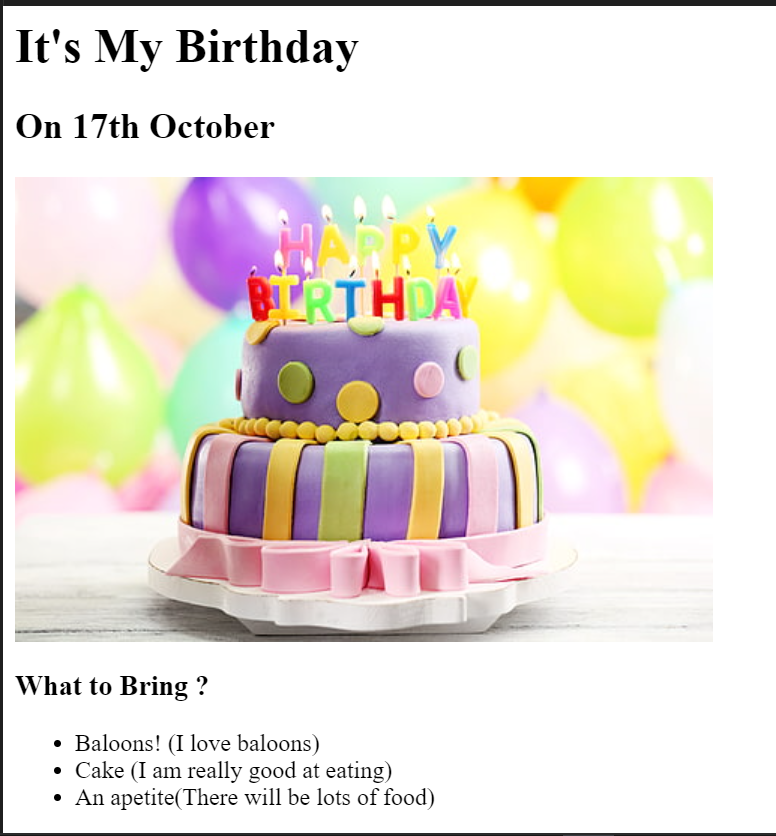 It's My Birthday
On 17th October
HAPPY
BIRTHDAY
What to Bring ?
Baloons! (I love baloons)
Cake (I am really good at eating)
An apetite(There will be lots of food)